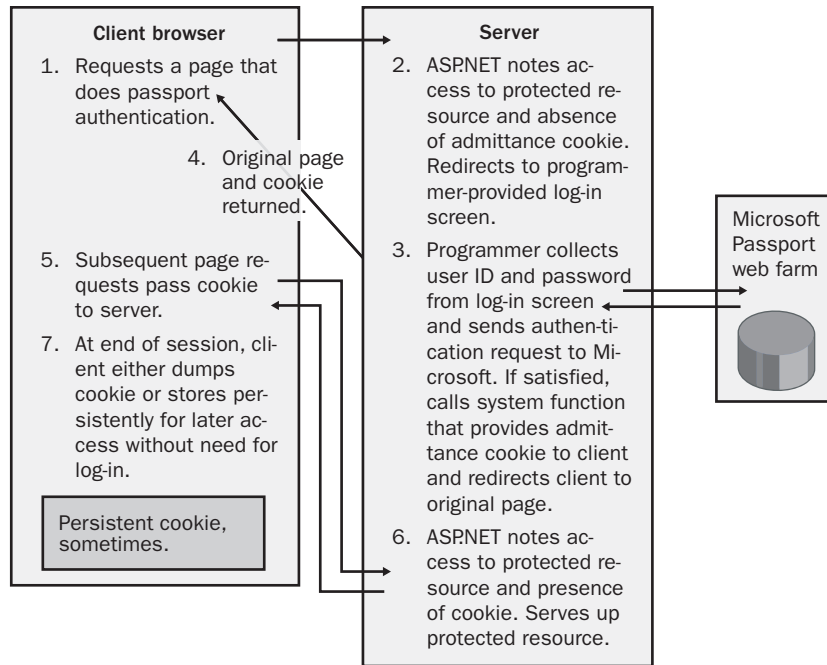 Client browser
1. Requests a page that
does passport
authentication.
4. Original page
and cookie
returned.
5. Subsequent page re-
quests pass cookie
to server.
7. At end of session, cli-
ent either dumps
cookie or stores per-
sistently for later ac-
cess without need for
log-in.
Persistent cookie,
sometimes.
Server
2. ASP.NET notes ac-
cess to protected re-
source and absence
of admittance cookie.
Redirects to program-
mer-provided log-in
screen.
3. Programmer collects
user ID and password
from log-in screen
and sends authen-ti-
cation request to Mi-
crosoft. If satisfied,
calls system function
that provides admit-
tance cookie to client
and redirects client to
original page.
6. ASP.NET notes ac-
cess to protected re-
source and presence
of cookie. Serves up
protected resource.
Microsoft
Passport
web farm